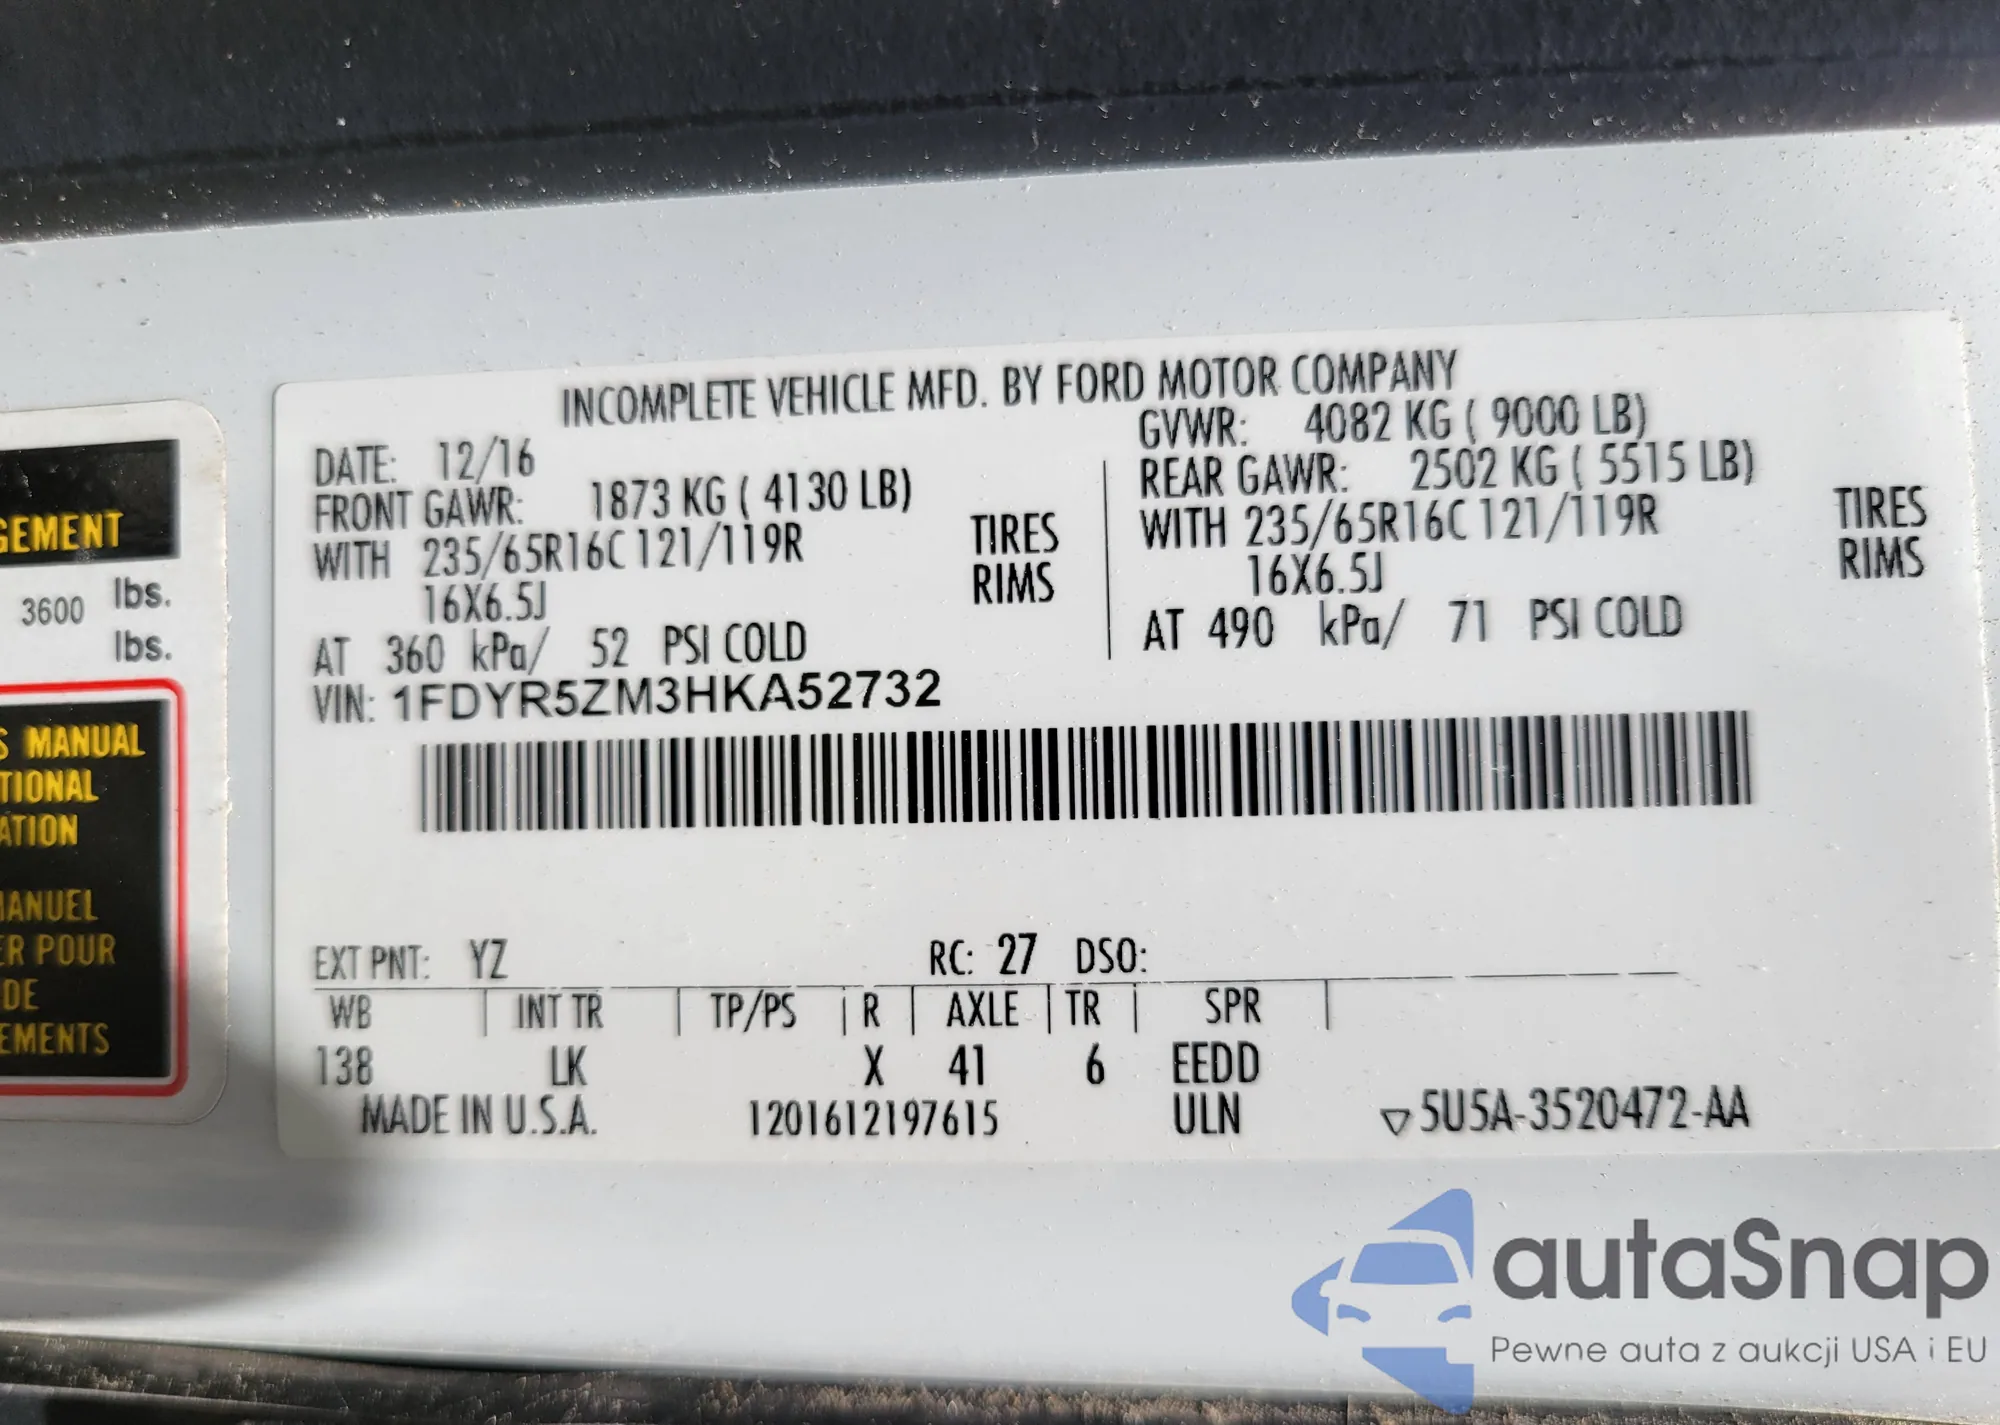 GEMENT
3600 lbs.
lbs.
S MANUAL
TIONAL
ATION
MANUEL
ER POUR
DE
EMENTS
INCOMPLETE VEHICLE MFD. BY FORD MOTOR COMPANY
DATE: 12/16
GVWR: 4082 KG ( 9000 LB)
FRONT GAWR: 1873 KG ( 4130 LB)
REAR GAWR: 2502 KG ( 5515 LB)
WITH 235/65R16C 121/119R TIRES
WITH 235/65R16C 121/119R TIRES
16X6.5J RIMS
16X6.5J RIMS
AT 360 kPa/ 52 PSI COLD
AT 490 kPa/ 71 PSI COLD
VIN: 1FDYR5ZM3HKA52732
EXT PNT: YZ RC: 27 DSO:
WB INT TR TP/PS R AXLE TR SPR
138 LK X 41 6 EEDD
MADE IN U.S.A. 1201612197615 ULN ▽5U5A-3520472-AA
autaSnap
Pewne auta z aukcji USA i EU